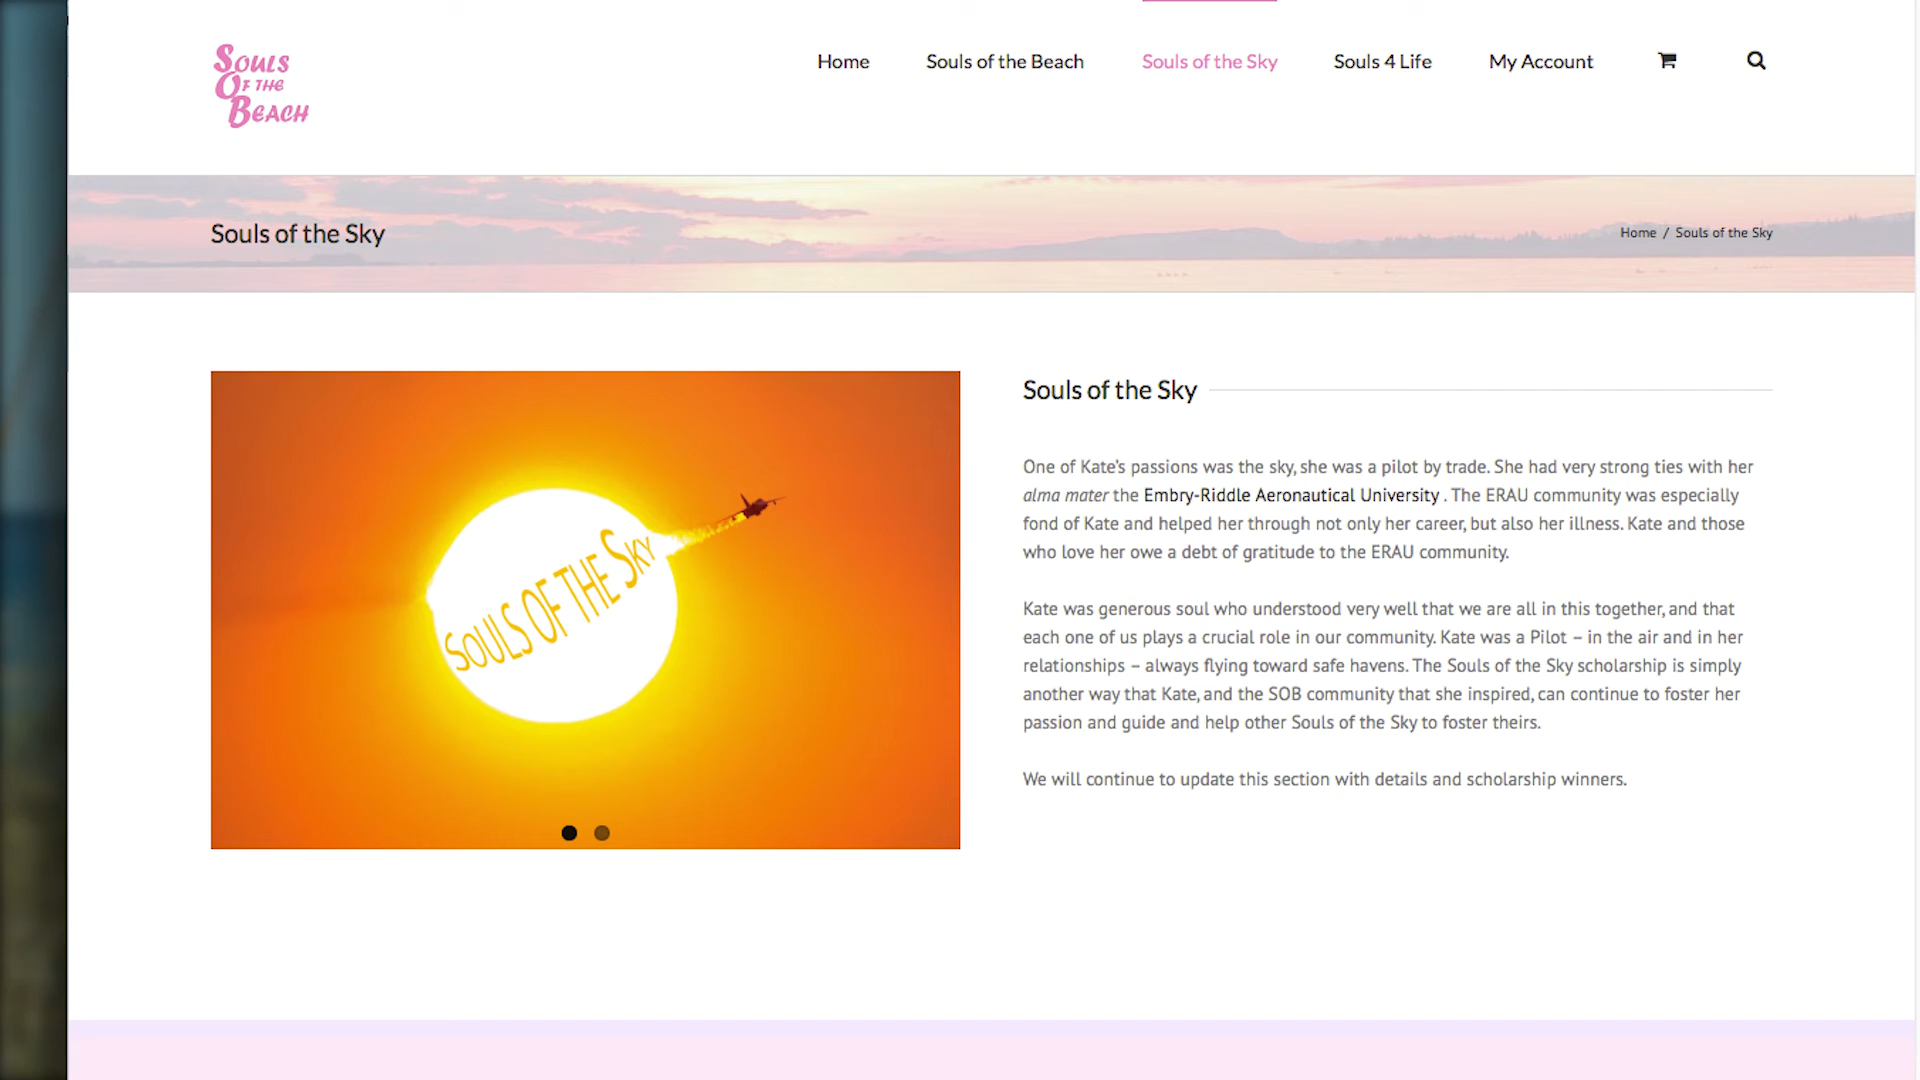 Souls
Of the
Beach
Home
Souls of the Beach
Souls of the Sky
Souls 4 Life
My Account
Souls of the Sky
Home / Souls of the Sky
Souls of the Sky
Souls of the Sky
One of Kate’s passions was the sky, she was a pilot by trade. She had very strong ties with her
alma mater the Embry-Riddle Aeronautical University . The ERAU community was especially
fond of Kate and helped her through not only her career, but also her illness. Kate and those
who love her owe a debt of gratitude to the ERAU community.
Kate was generous soul who understood very well that we are all in this together, and that
each one of us plays a crucial role in our community. Kate was a Pilot – in the air and in her
relationships – always flying toward safe havens. The Souls of the Sky scholarship is simply
another way that Kate, and the SOB community that she inspired, can continue to foster her
passion and guide and help other Souls of the Sky to foster theirs.
We will continue to update this section with details and scholarship winners.